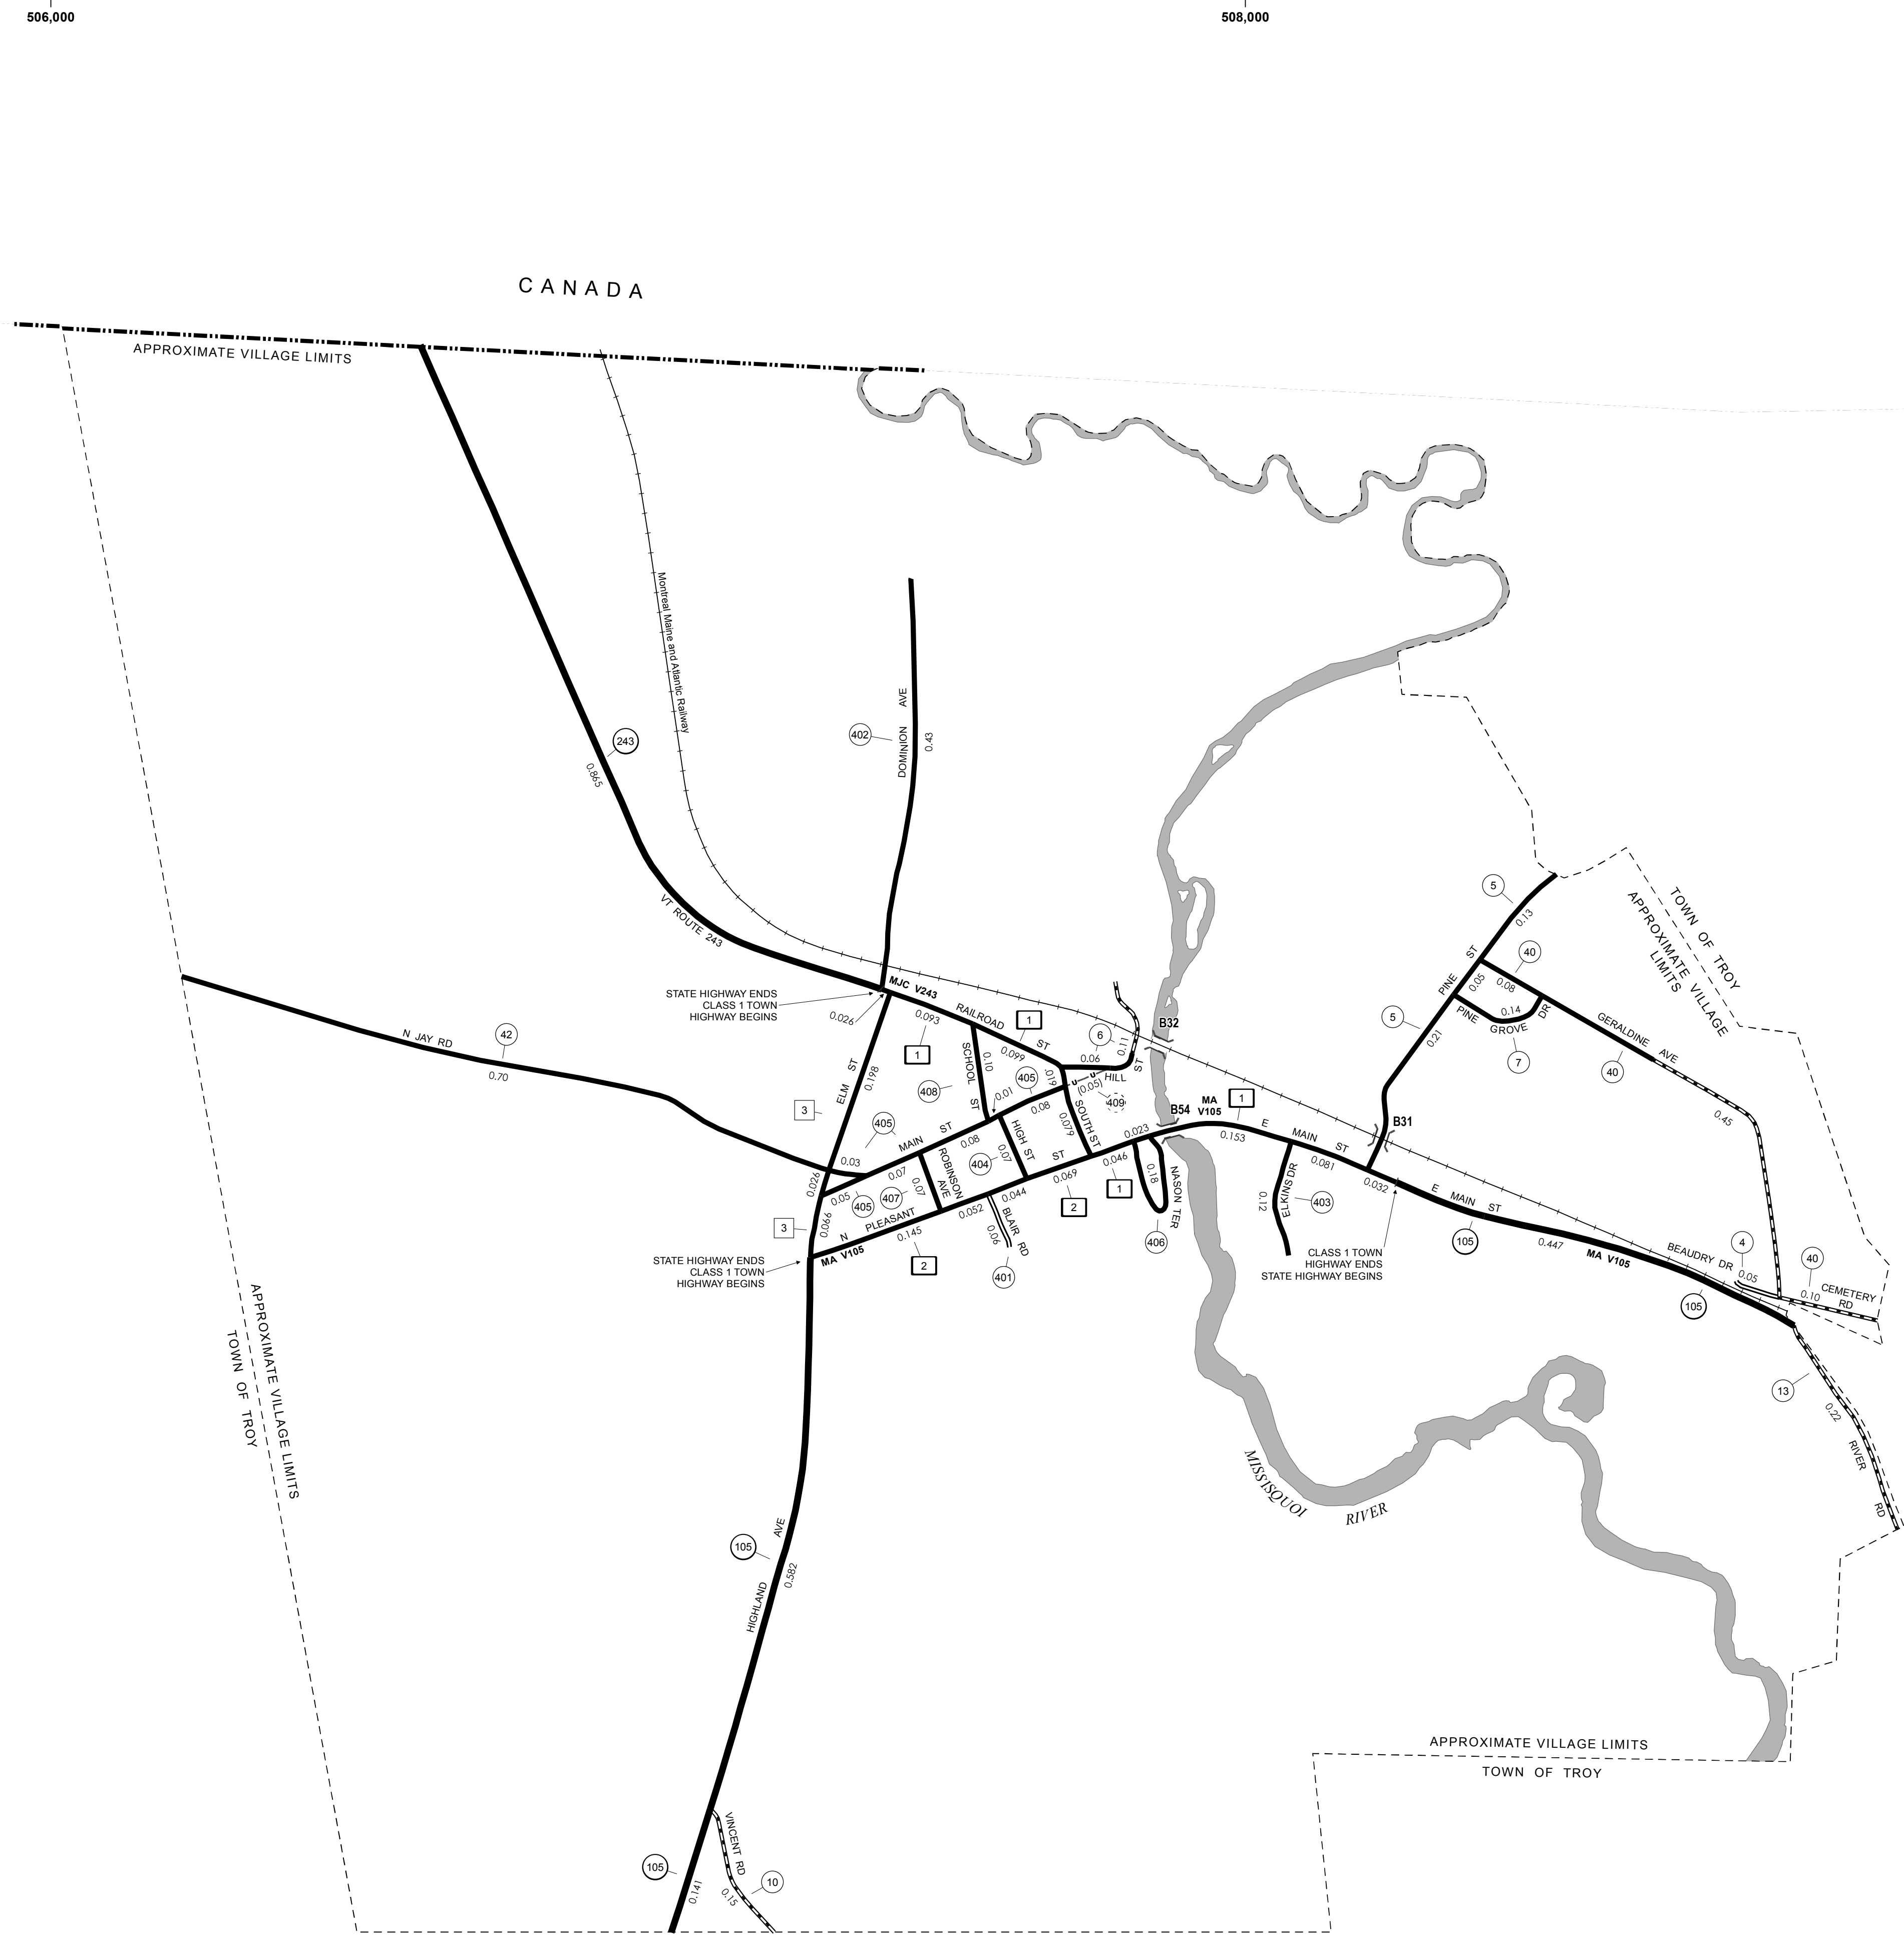 506,000
508,000
CANADA
APPROXIMATE VILLAGE LIMITS
Montreal Maine and Atlantic Railway
243
0.865
402
DOMINION AVE
0.43
VT ROUTE 243
STATE HIGHWAY ENDS
CLASS 1 TOWN
HIGHWAY BEGINS
MJC V243
0.026
0.093
RAILROAD ST
1
1
0.099
N JAY RD
42
0.70
ELM ST
0.198
3
SCHOOL ST
0.10
408
405
.019
0.06
6
0.11
HILL ST
(0.05)
409
B32
0.01
0.08
405
MAIN ST
0.08
0.03
0.07
0.05
405
407
0.07
ROBINSON AVE
HIGH ST
0.07
404
SOUTH ST
0.079
0.023
B54
MA
V105
1
0.153
E MAIN ST
0.081
0.032
B31
0.026
0.066
3
N PLEASANT ST
0.145
2
0.052
0.044
0.069
2
0.046
1
MA V105
BLAIR RD
0.06
401
0.18
NASON TER
406
ELKINS DR
0.12
403
STATE HIGHWAY ENDS
CLASS 1 TOWN
HIGHWAY BEGINS
CLASS 1 TOWN
HIGHWAY ENDS
STATE HIGHWAY BEGINS
E MAIN ST
105
0.447
MA V105
105
5
0.13
PINE ST
5
0.21
40
0.05
0.08
0.14
PINE GROVE DR
7
GERALDINE AVE
40
0.45
TOWN OF TROY
APPROXIMATE VILLAGE
LIMITS
BEAUDRY DR
4
0.05
40
0.10
CEMETERY
RD
13
0.22
RIVER RD
MISSISQUOI RIVER
APPROXIMATE VILLAGE LIMITS
TOWN OF TROY
105
HIGHLAND AVE
0.582
105
0.141
VINCENT RD
0.15
10
APPROXIMATE VILLAGE LIMITS
TOWN OF TROY